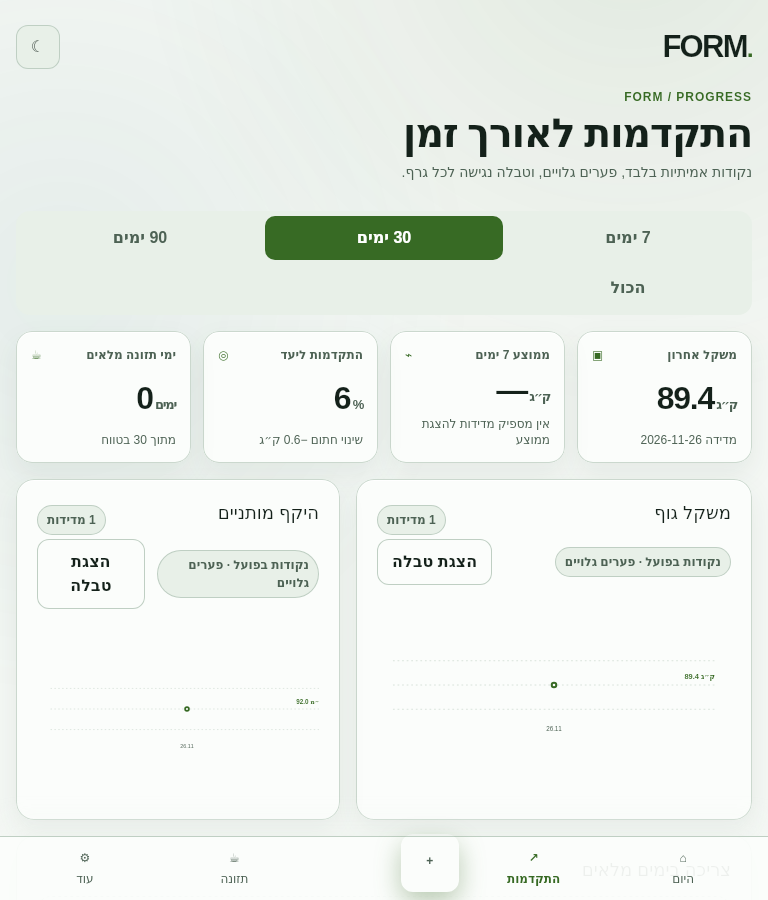 FORM.
☾
FORM / PROGRESS
התקדמות לאורך זמן
נקודות אמיתיות בלבד, פערים גלויים, וטבלה נגישה לכל גרף.
7 ימים
30 ימים
90 ימים
הכול
משקל אחרון
89.4 ק״ג
מדידה 2026-11-26
ממוצע 7 ימים
— ק״ג
אין מספיק מדידות להצגת
ממוצע
התקדמות ליעד
6%
שינוי חתום −0.6 ק״ג
ימי תזונה מלאים
0 ימים
מתוך 30 בטווח
משקל גוף
1 מדידות
נקודות בפועל · פערים גלויים
הצגת טבלה
89.4 ק״ג
26.11
היקף מותניים
1 מדידות
נקודות בפועל · פערים
גלויים
הצגת
טבלה
92.0
26.11
צריכה בימים מלאים
היום
התקדמות
+
תזונה
עוד